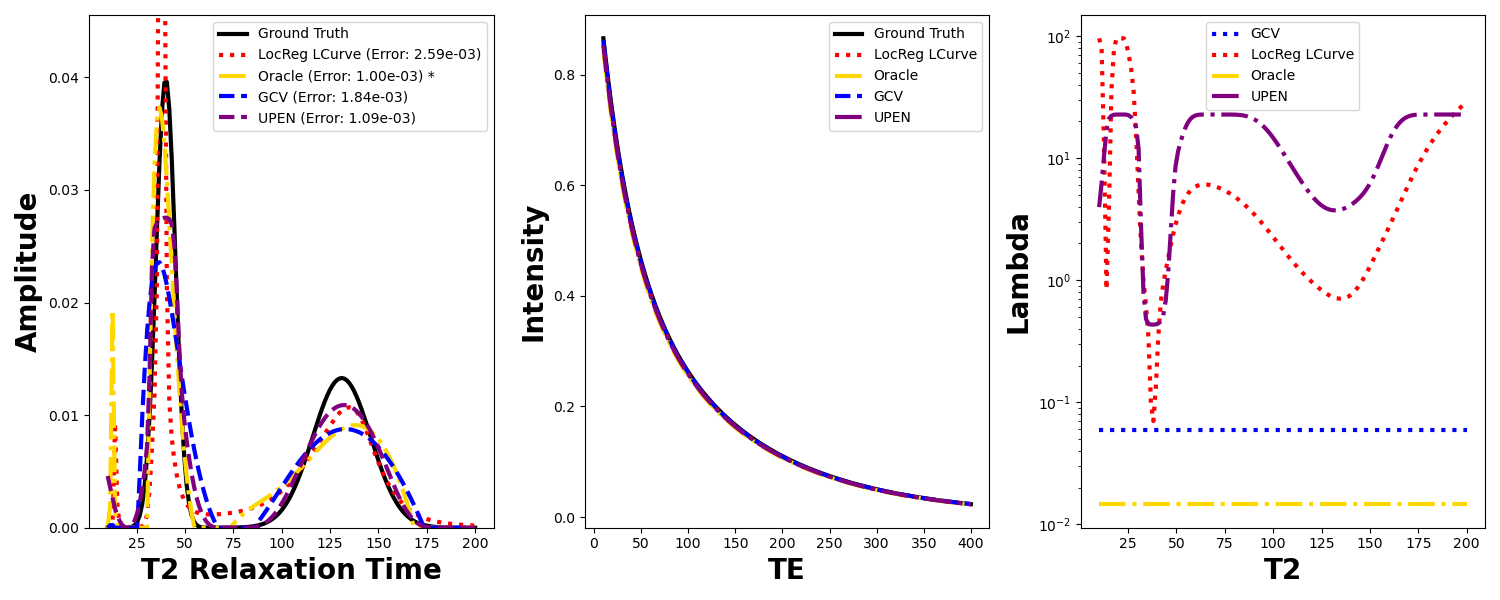 Amplitude
0.04
0.03
0.02
0.01
0.00
Ground Truth
LocReg LCurve (Error: 2.59e-03)
Oracle (Error: 1.00e-03) *
GCV (Error: 1.84e-03)
UPEN (Error: 1.09e-03)
25 50 75 100 125 150 175 200
T2 Relaxation Time
Intensity
0.8
0.6
0.4
0.2
0.0
Ground Truth
LocReg LCurve
Oracle
GCV
UPEN
0 50 100 150 200 250 300 350 400
TE
Lambda
10²
10¹
10⁰
10⁻¹
10⁻²
GCV
LocReg LCurve
Oracle
UPEN
25 50 75 100 125 150 175 200
T2